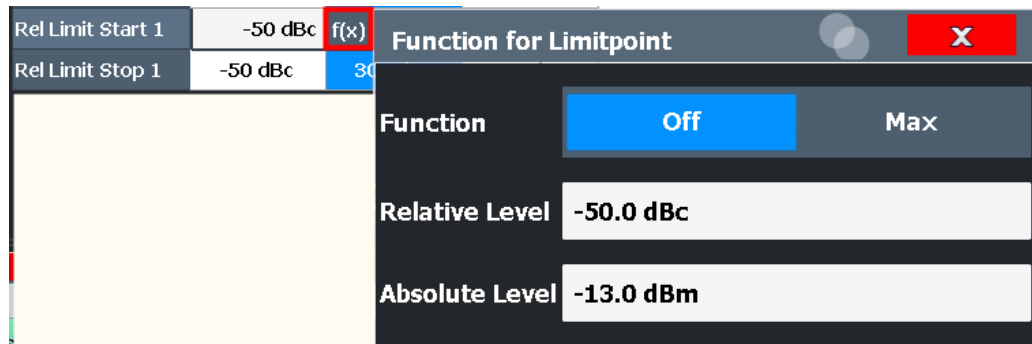 Rel Limit Start 1 -50 dBc f(x)
Rel Limit Stop 1 -50 dBc
Function for Limitpoint X
Function Off Max
Relative Level -50.0 dBc
Absolute Level -13.0 dBm